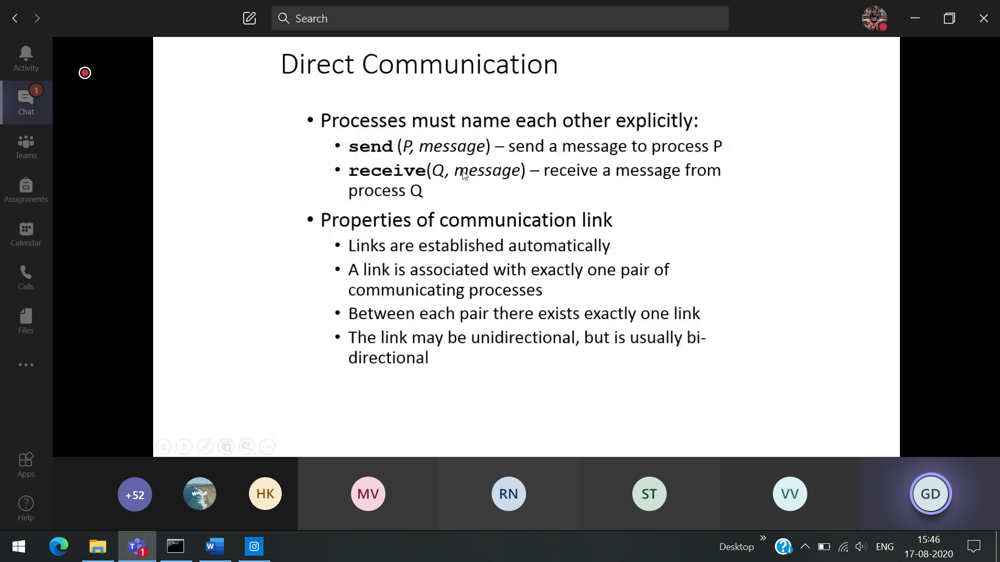 Search
Activity
1
Chat
Teams
Assignments
Calendar
Calls
Files
Apps
Help
Direct Communication
• Processes must name each other explicitly:
• send (P, message) – send a message to process P
• receive(Q, message) – receive a message from
process Q
• Properties of communication link
• Links are established automatically
• A link is associated with exactly one pair of
communicating processes
• Between each pair there exists exactly one link
• The link may be unidirectional, but is usually bi-
directional
+52
WAVE
HK
MV
RN
ST
VV
GD
T
1
C:\
W
Desktop
ENG
15:46
17-08-2020